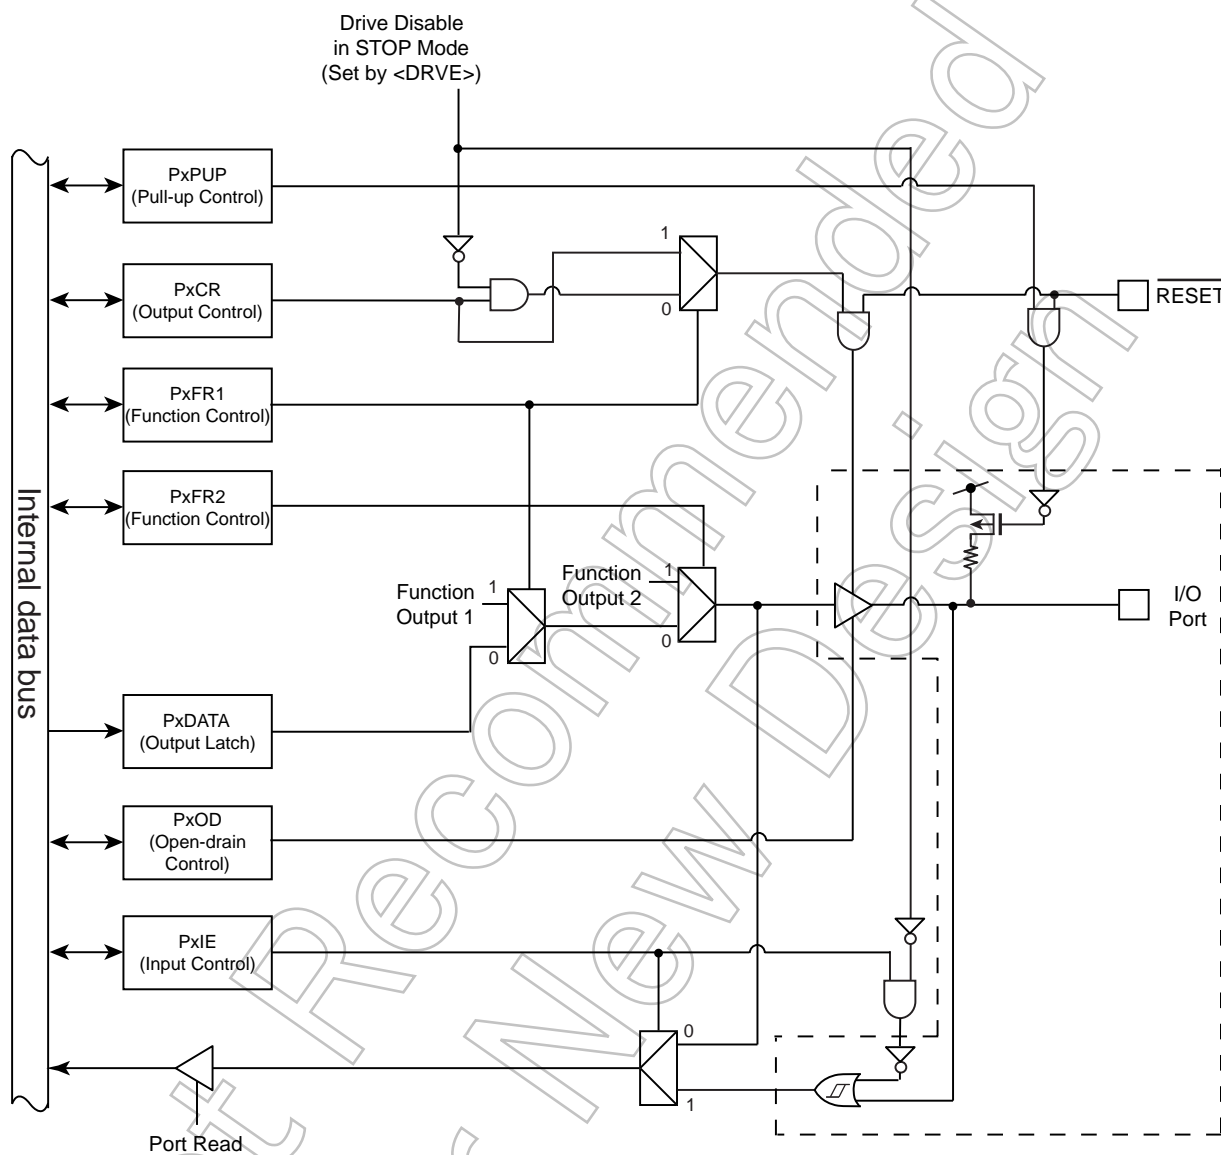 Drive Disable
in STOP Mode
(Set by <DRVE>)
PxPUP
(Pull-up Control)
1
PxCR
(Output Control)
0
RESET
PxFR1
(Function Control)
Internal data bus
PxFR2
(Function Control)
Function
Output 1
1
0
Function
Output 2
1
0
I/O
Port
PxDATA
(Output Latch)
PxOD
(Open-drain
Control)
PxIE
(Input Control)
0
1
Port Read
Recommended
New Design